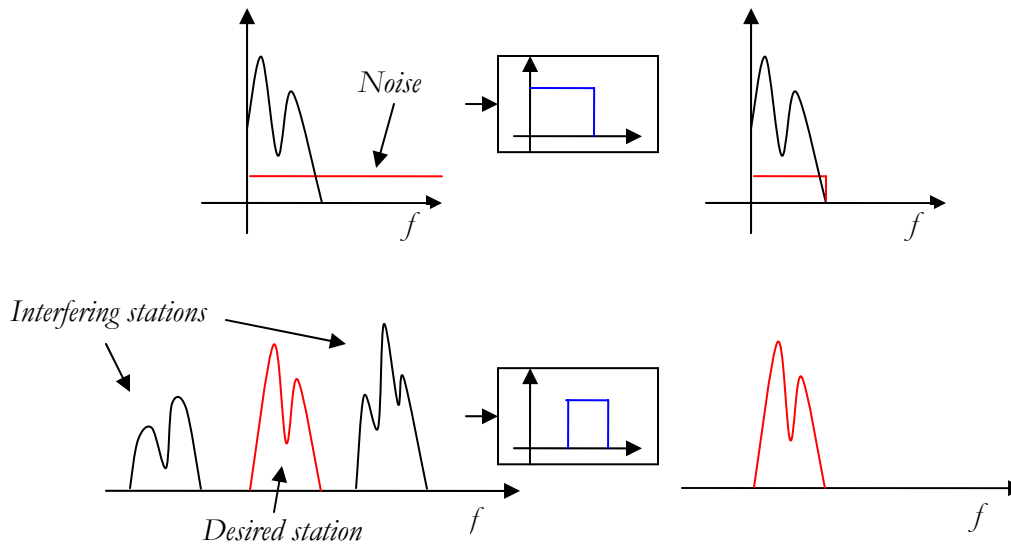 Noise
f
f
Interfering stations
Desired station
f
f